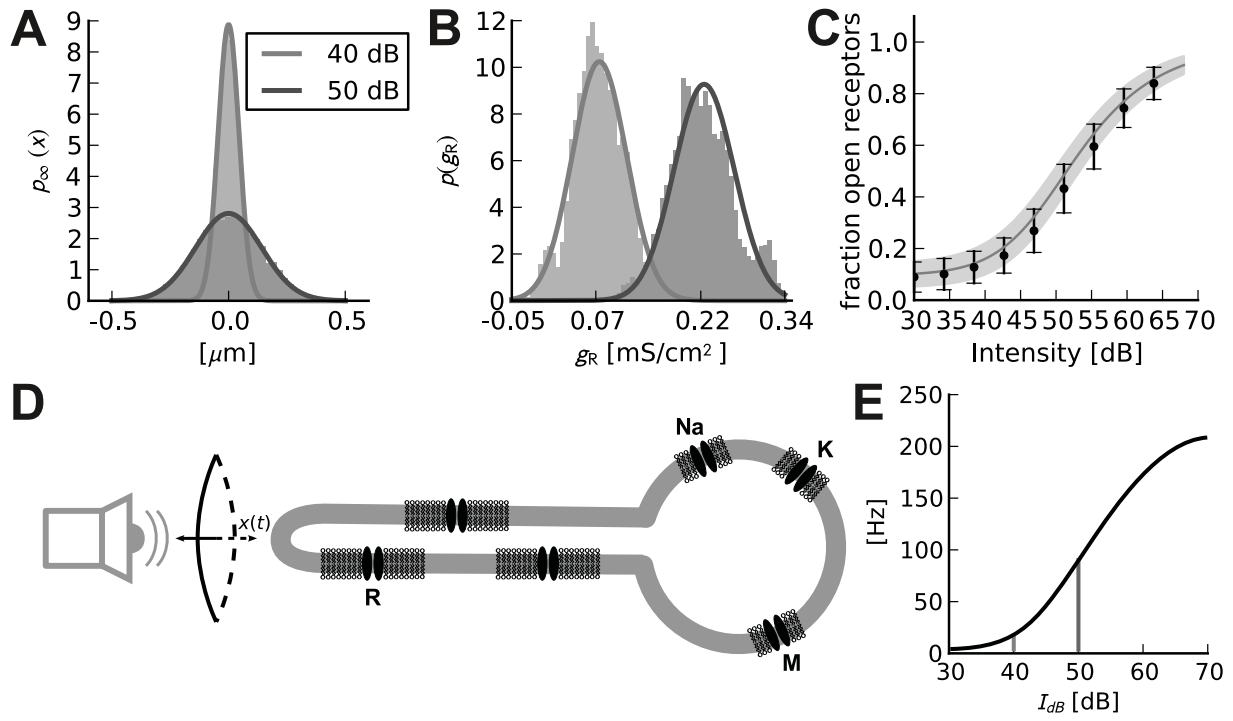 A
9
8
7
6
5
4
3
2
1
0
p∞ (x)
40 dB
50 dB
-0.5
0.0
0.5
[μm]
B
12
10
8
6
4
2
0
p(gR)
-0.05
0.07
0.22
0.34
gR [mS/cm²]
C
1.0
0.8
0.6
0.4
0.2
0.0
fraction open receptors
30 35 40 45 50 55 60 65 70
Intensity [dB]
D
x(t)
R
Na
K
M
E
250
200
150
100
50
0
[Hz]
30 40 50 60 70
IdB [dB]